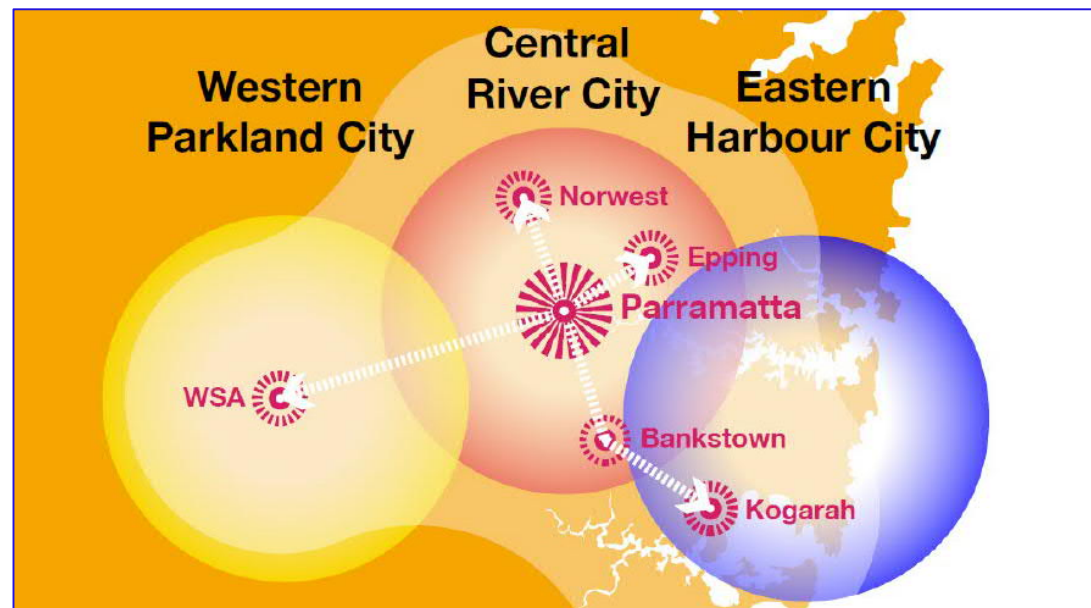 Western
Parkland City
Central
River City
Eastern
Harbour City
Norwest
Epping
Parramatta
WSA
Bankstown
Kogarah